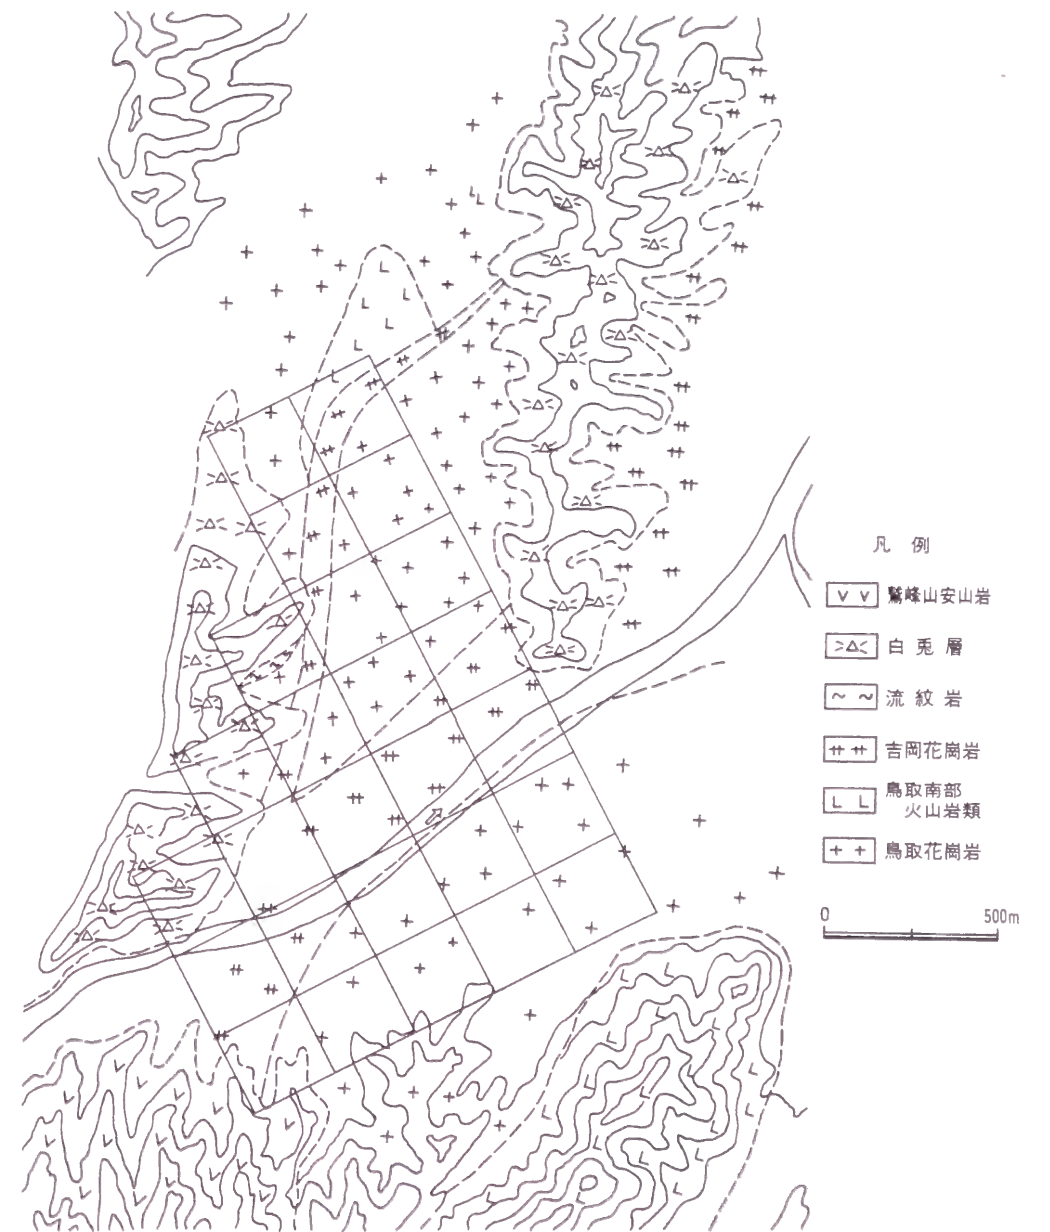 凡 例
鷲峰山安山岩
白 兎 層
流 紋 岩
吉岡花崗岩
鳥取南部
火山岩類
鳥取花崗岩
0 500m